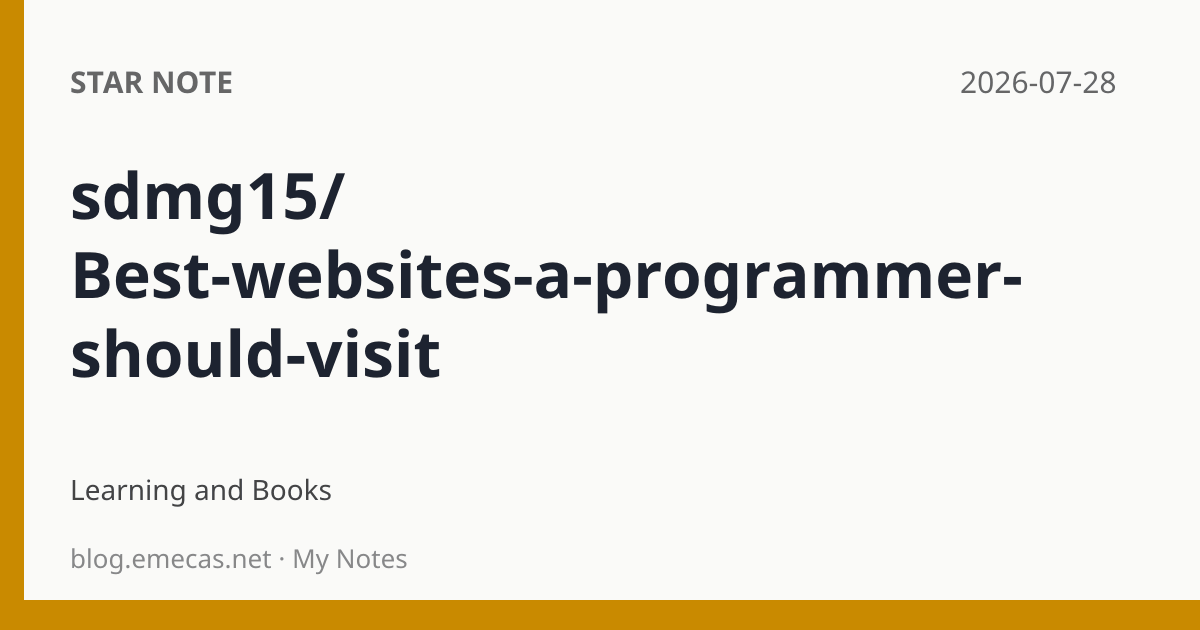 STAR NOTE
2026-07-28
sdmg15/
Best-websites-a-programmer-
should-visit
Learning and Books
blog.emecas.net · My Notes